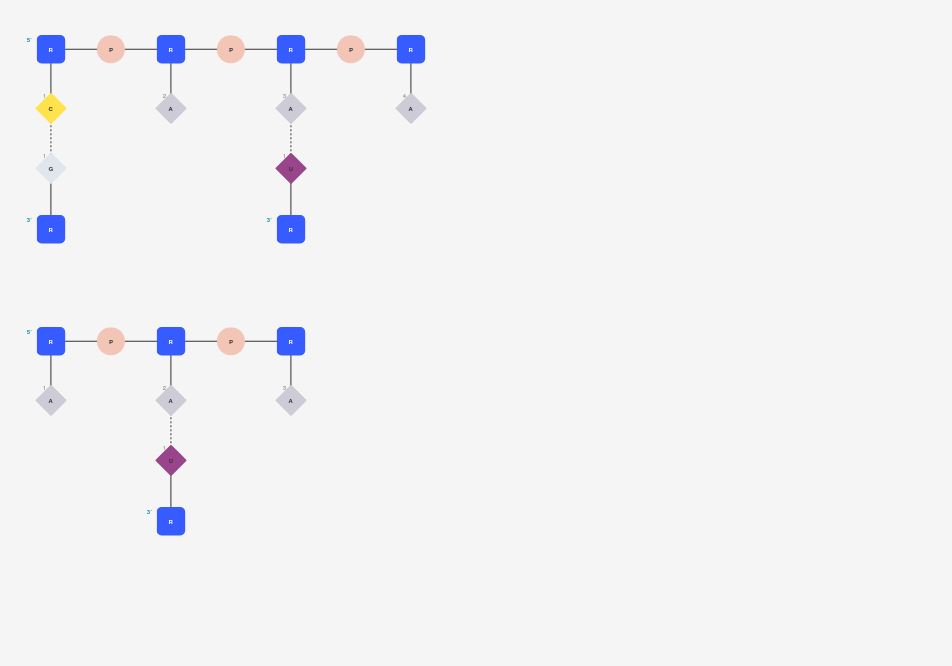 5' R P R P R P R
1 2 3 4
C A A A
1 1
G U
3' R 3' R
5' R P R P R
1 2 3
A A A
1
U
3' R